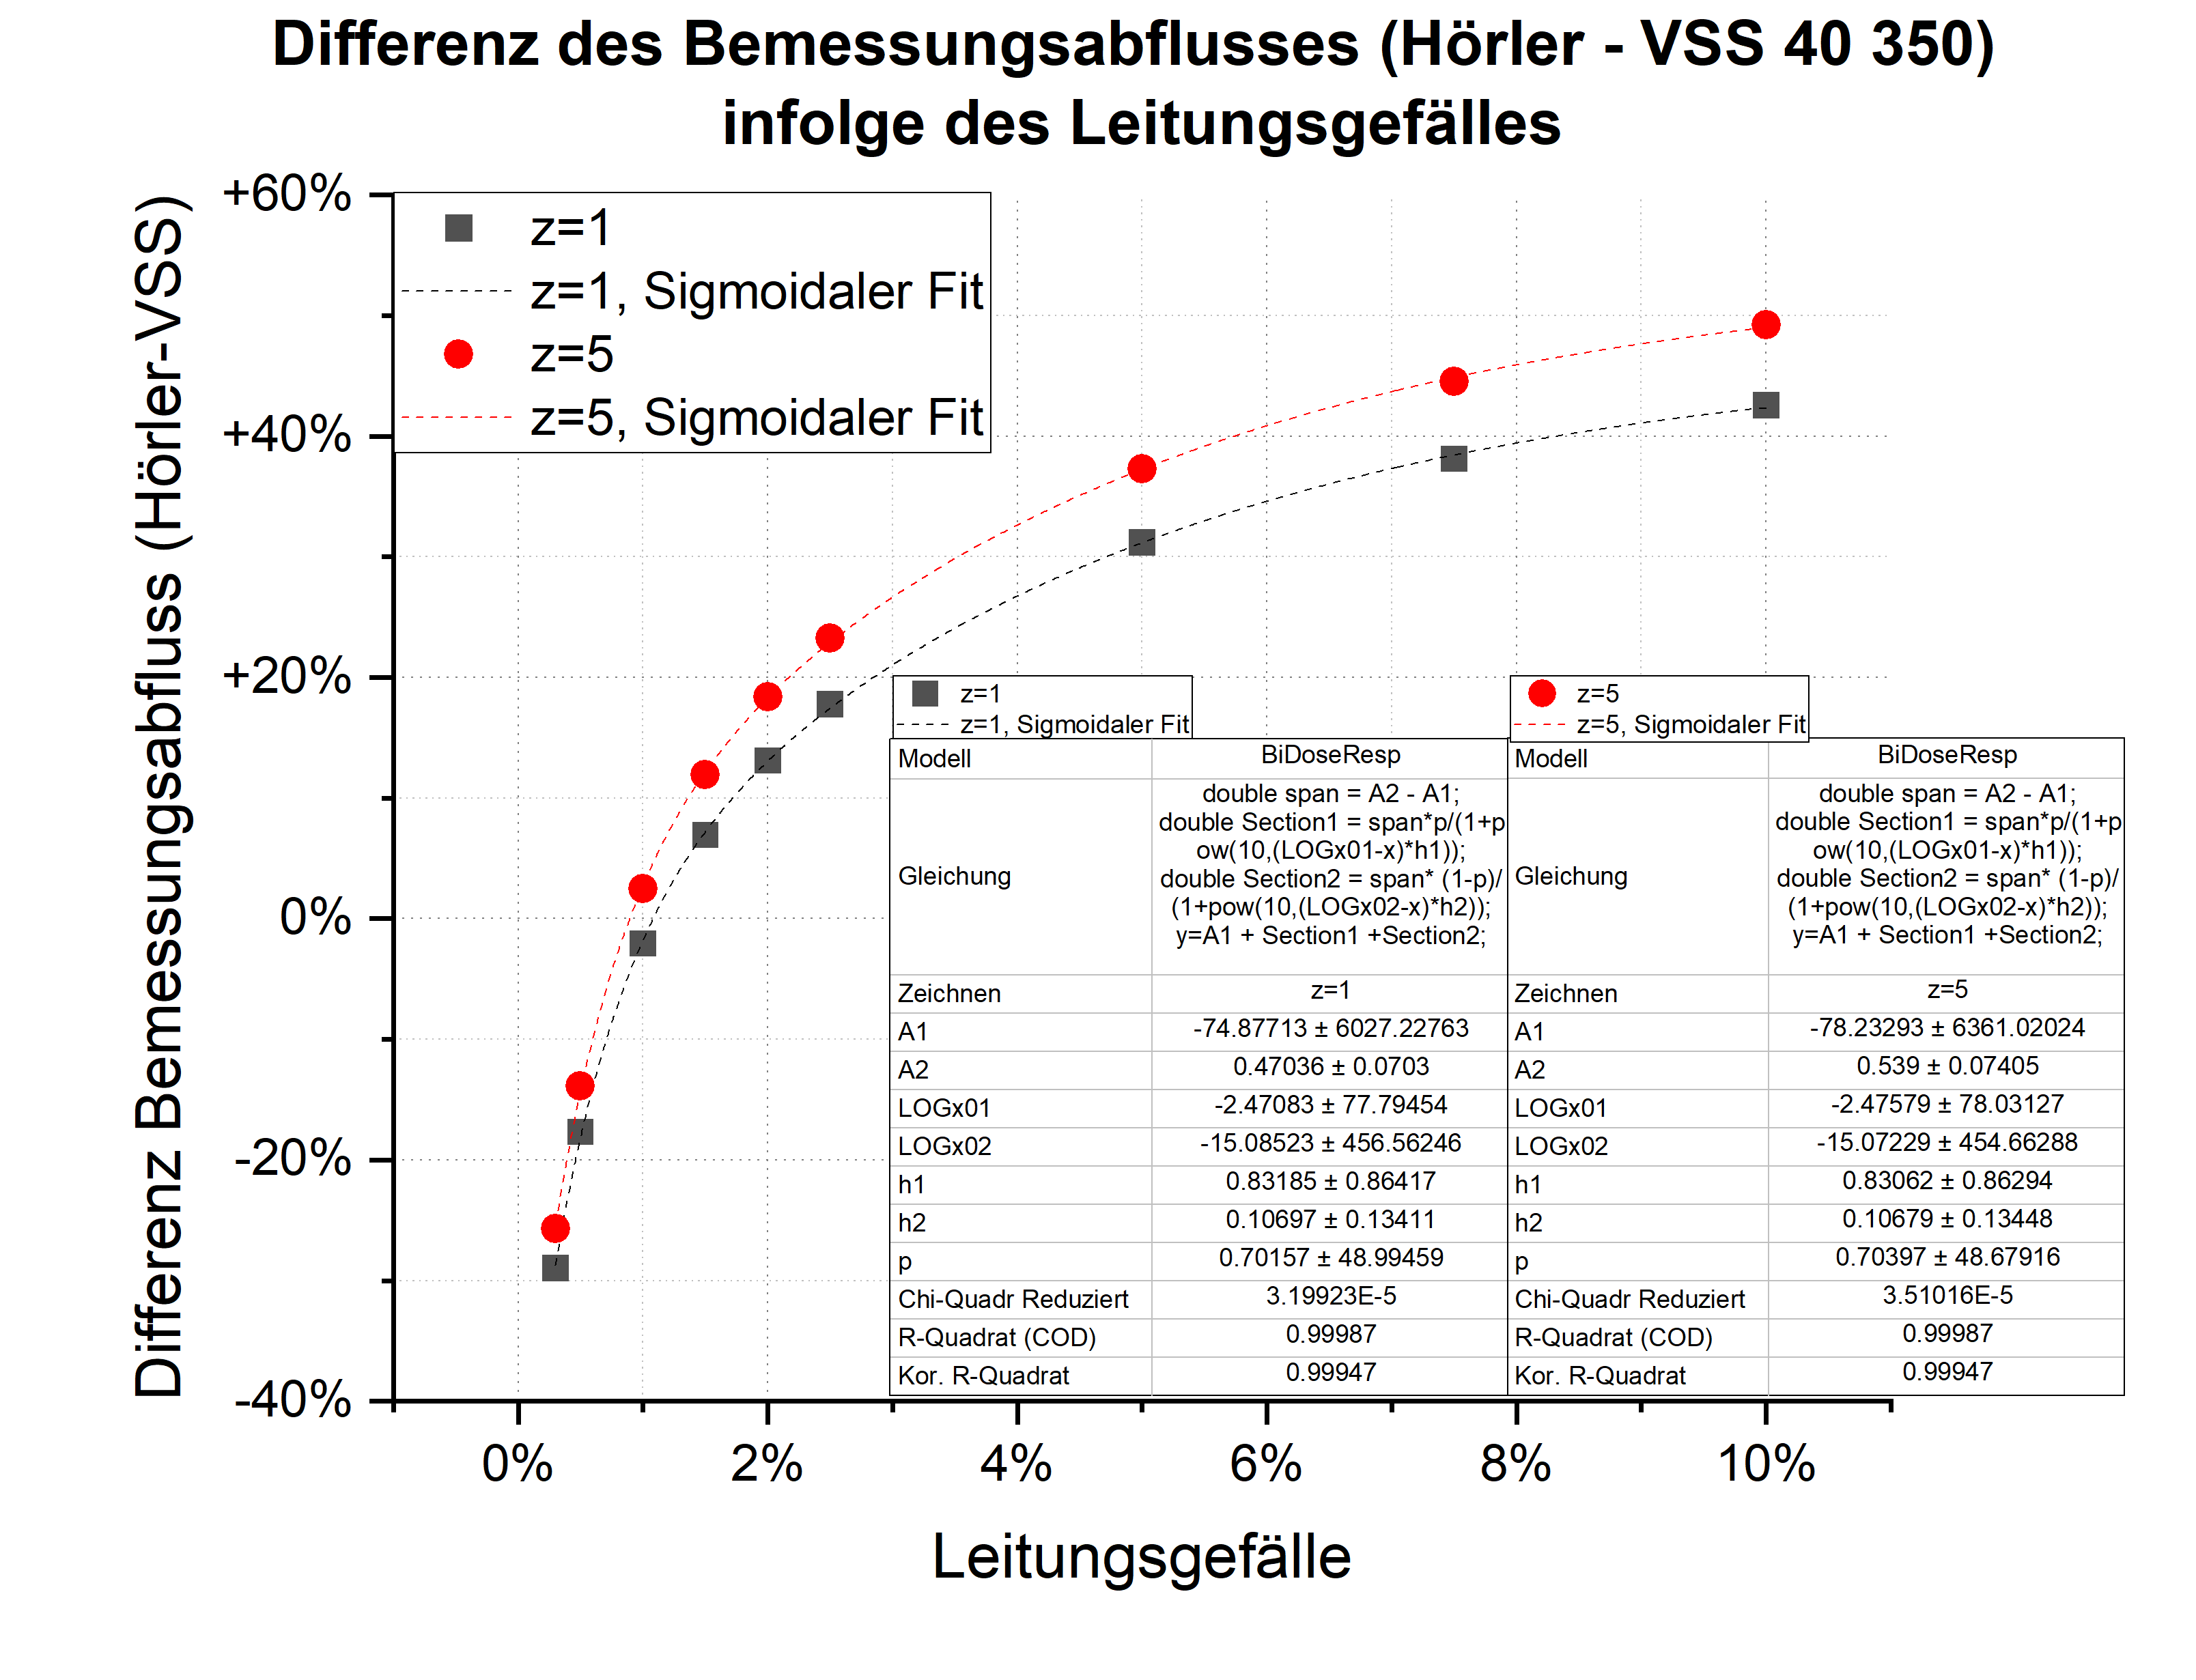 Differenz des Bemessungsabflusses (Hörler - VSS 40 350)
infolge des Leitungsgefälles
Differenz Bemessungsabfluss (Hörler-VSS)
+60%
+40%
+20%
0%
-20%
-40%
z=1
z=1, Sigmoidaler Fit
z=5
z=5, Sigmoidaler Fit
z=1
z=1, Sigmoidaler Fit
Modell BiDoseResp
Gleichung
double span = A2 - A1;
double Section1 = span*p/(1+p
ow(10,(LOGx01-x)*h1));
double Section2 = span* (1-p)/
(1+pow(10,(LOGx02-x)*h2));
y=A1 + Section1 +Section2;
Zeichnen z=1
A1 -74.87713 ± 6027.22763
A2 0.47036 ± 0.0703
LOGx01 -2.47083 ± 77.79454
LOGx02 -15.08523 ± 456.56246
h1 0.83185 ± 0.86417
h2 0.10697 ± 0.13411
p 0.70157 ± 48.99459
Chi-Quadr Reduziert 3.19923E-5
R-Quadrat (COD) 0.99987
Kor. R-Quadrat 0.99947
z=5
z=5, Sigmoidaler Fit
Modell BiDoseResp
Gleichung
double span = A2 - A1;
double Section1 = span*p/(1+p
ow(10,(LOGx01-x)*h1));
double Section2 = span* (1-p)/
(1+pow(10,(LOGx02-x)*h2));
y=A1 + Section1 +Section2;
Zeichnen z=5
A1 -78.23293 ± 6361.02024
A2 0.539 ± 0.07405
LOGx01 -2.47579 ± 78.03127
LOGx02 -15.07229 ± 454.66288
h1 0.83062 ± 0.86294
h2 0.10679 ± 0.13448
p 0.70397 ± 48.67916
Chi-Quadr Reduziert 3.51016E-5
R-Quadrat (COD) 0.99987
Kor. R-Quadrat 0.99947
0% 2% 4% 6% 8% 10%
Leitungsgefälle